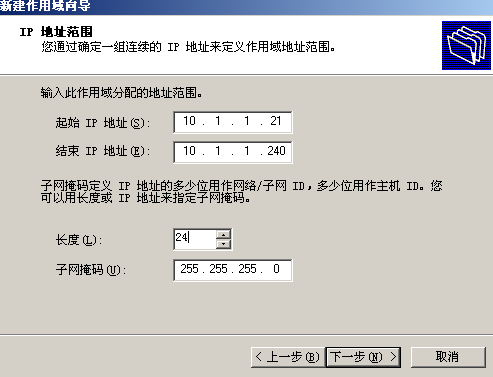 新建作用域向导
IP 地址范围
您通过确定一组连续的 IP 地址来定义作用域地址范围。
输入此作用域分配的地址范围。
起始 IP 地址(S): 10 . 1 . 1 . 21
结束 IP 地址(E): 10 . 1 . 1 . 240
子网掩码定义 IP 地址的多少位用作网络/子网 ID，多少位用作主机 ID。您
可以用长度或 IP 地址来指定子网掩码。
长度(L): 24
子网掩码(U): 255 . 255 . 255 . 0
< 上一步(B) 下一步(N) > 取消